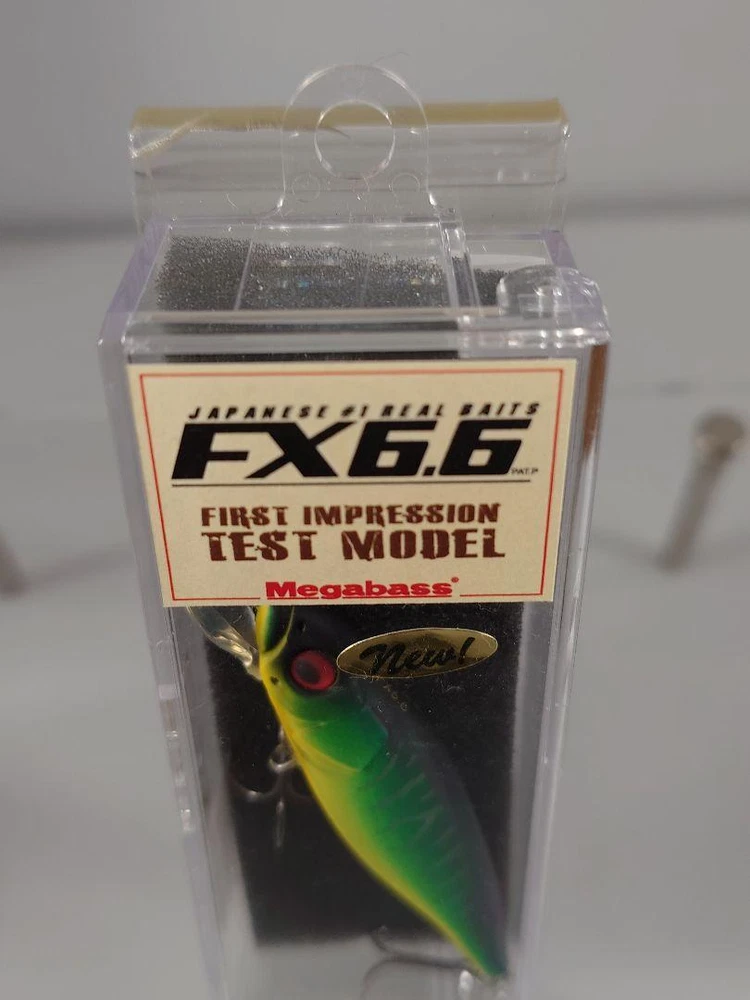 JAPANESE #1 REAL BAITS
FX6.6
PAT.P
FIRST IMPRESSION
TEST MODEL
Megabass®
New!